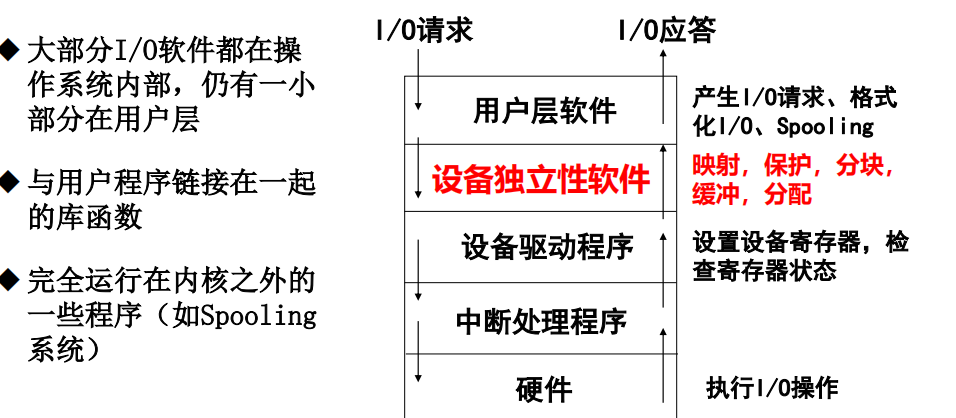 ◆ 大部分I/O软件都在操
作系统内部，仍有一小
部分在用户层
◆ 与用户程序链接在一起
的库函数
◆ 完全运行在内核之外的
一些程序（如Spooling
系统）
I/O请求
I/O应答
用户层软件
产生I/O请求、格式
化I/O、Spooling
设备独立性软件
映射，保护，分块，
缓冲，分配
设备驱动程序
设置设备寄存器，检
查寄存器状态
中断处理程序
硬件
执行I/O操作